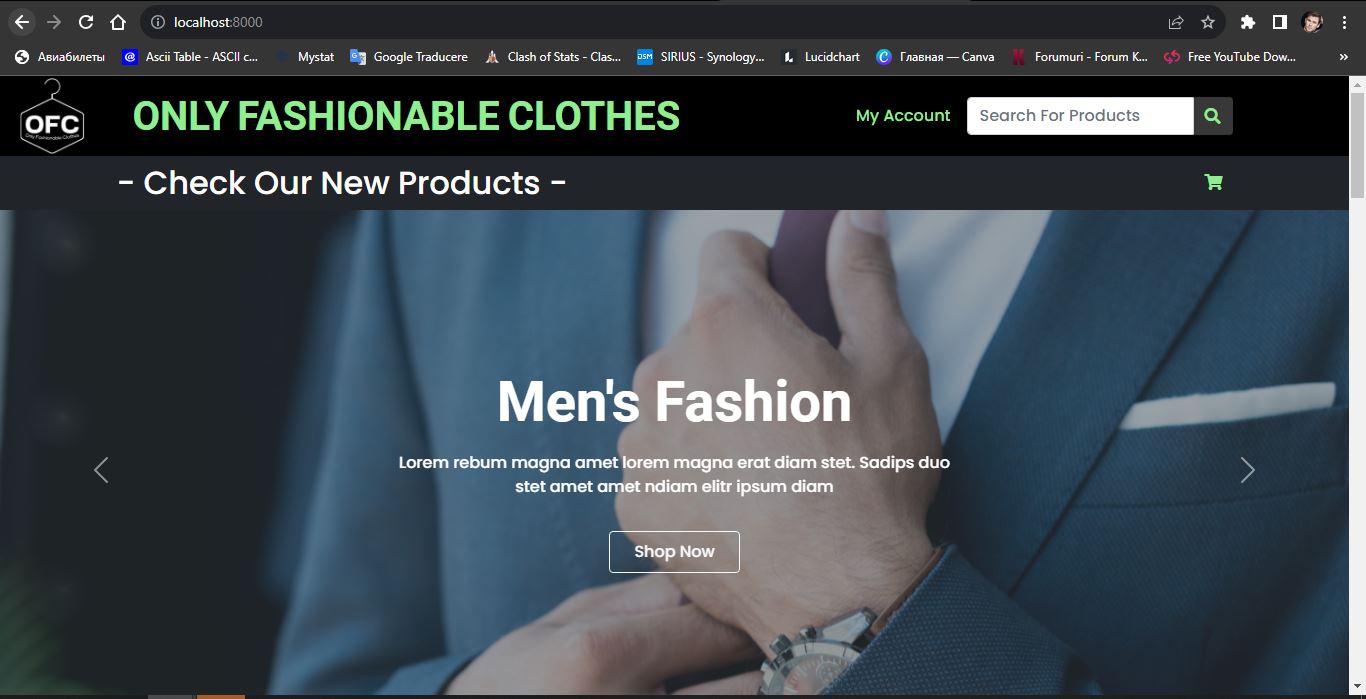 localhost:8000
Авиабилеты
Ascii Table - ASCII c...
Mystat
Google Traducere
Clash of Stats - Clas...
DSM
SIRIUS - Synology...
Lucidchart
Главная — Canva
Forumuri - Forum K...
Free YouTube Dow...
»
OFC
Only Fashionable Clothes
ONLY FASHIONABLE CLOTHES
My Account
Search For Products
- Check Our New Products -
Men's Fashion
Lorem rebum magna amet lorem magna erat diam stet. Sadips duo
stet amet amet ndiam elitr ipsum diam
Shop Now